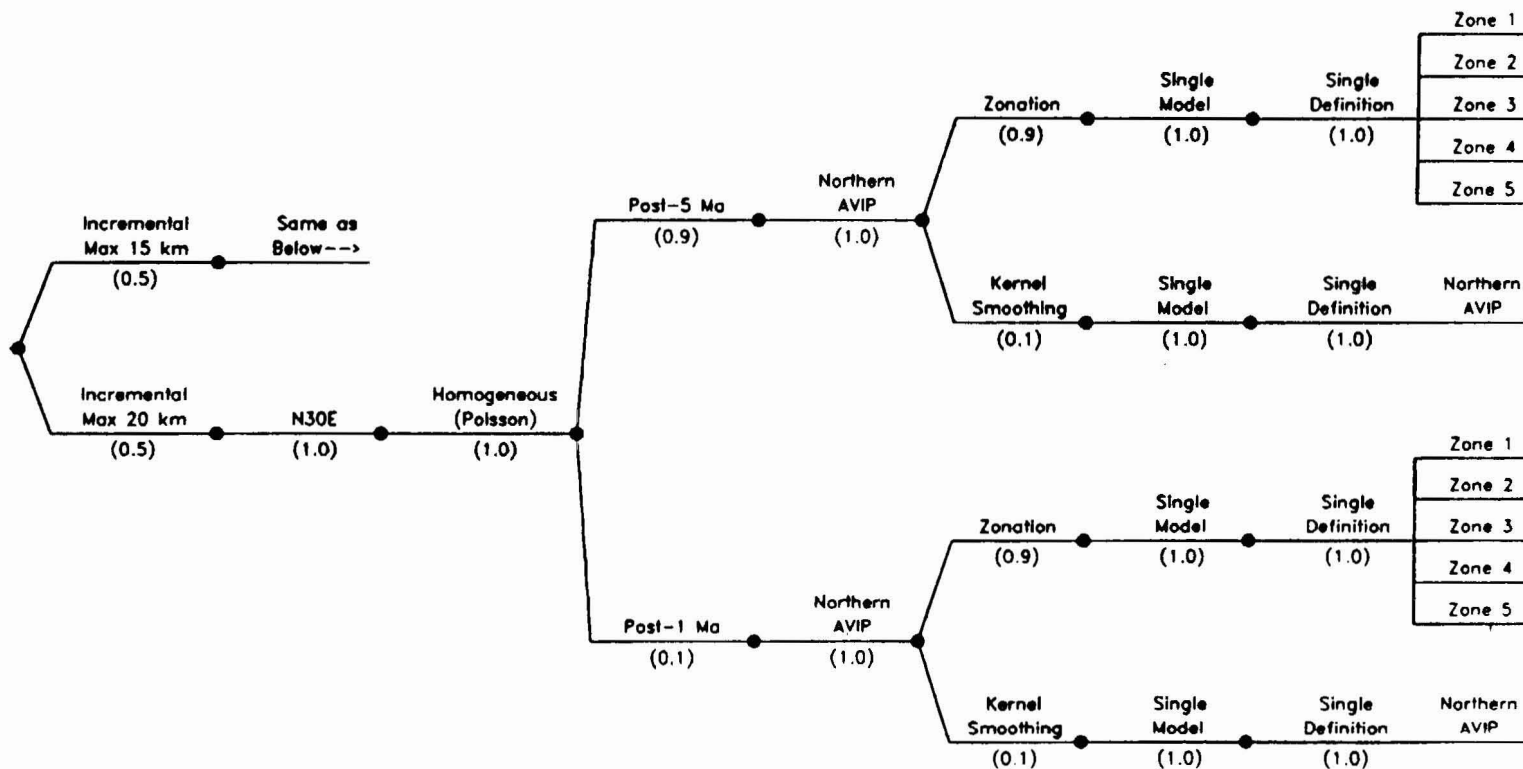 Incremental
Max 15 km
(0.5)
Same as
Below-->
Incremental
Max 20 km
(0.5)
N30E
(1.0)
Homogeneous
(Poisson)
(1.0)
Post-5 Ma
(0.9)
Northern
AVIP
(1.0)
Zonation
(0.9)
Single
Model
(1.0)
Single
Definition
(1.0)
Zone 1
Zone 2
Zone 3
Zone 4
Zone 5
Kernel
Smoothing
(0.1)
Single
Model
(1.0)
Single
Definition
(1.0)
Northern
AVIP
Post-1 Ma
(0.1)
Northern
AVIP
(1.0)
Zonation
(0.9)
Single
Model
(1.0)
Single
Definition
(1.0)
Zone 1
Zone 2
Zone 3
Zone 4
Zone 5
Kernel
Smoothing
(0.1)
Single
Model
(1.0)
Single
Definition
(1.0)
Northern
AVIP